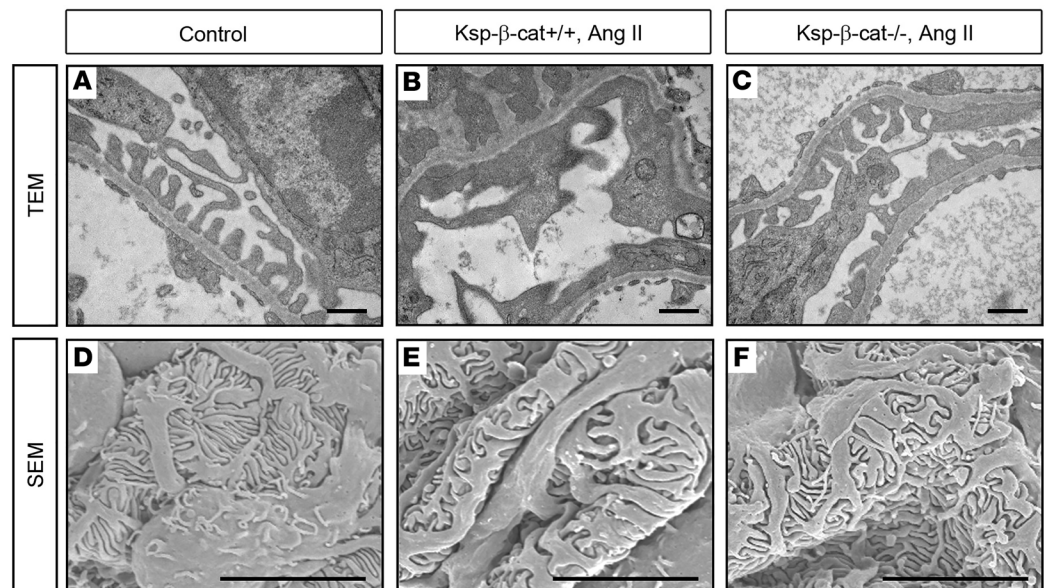 Control
Ksp-β-cat+/+, Ang II
Ksp-β-cat-/-, Ang II
TEM
A
B
C
SEM
D
E
F